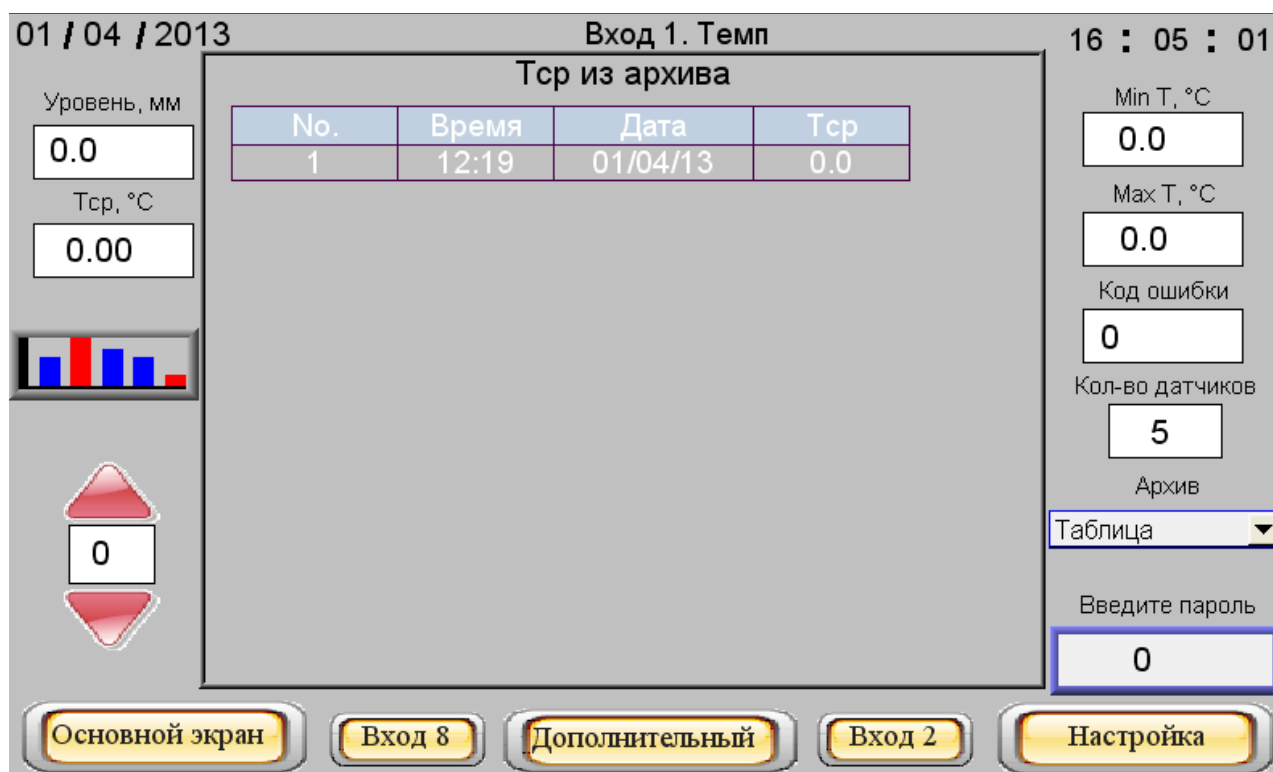 01 / 04 / 2013
Вход 1. Темп
16 : 05 : 01
Тср из архива
Уровень, мм
0.0
Тср, °C
0.00
0
No. Время Дата Тср
1 12:19 01/04/13 0.0
Min T, °C
0.0
Max T, °C
0.0
Код ошибки
0
Кол-во датчиков
5
Архив
Таблица
Введите пароль
0
Основной экран
Вход 8
Дополнительный
Вход 2
Настройка